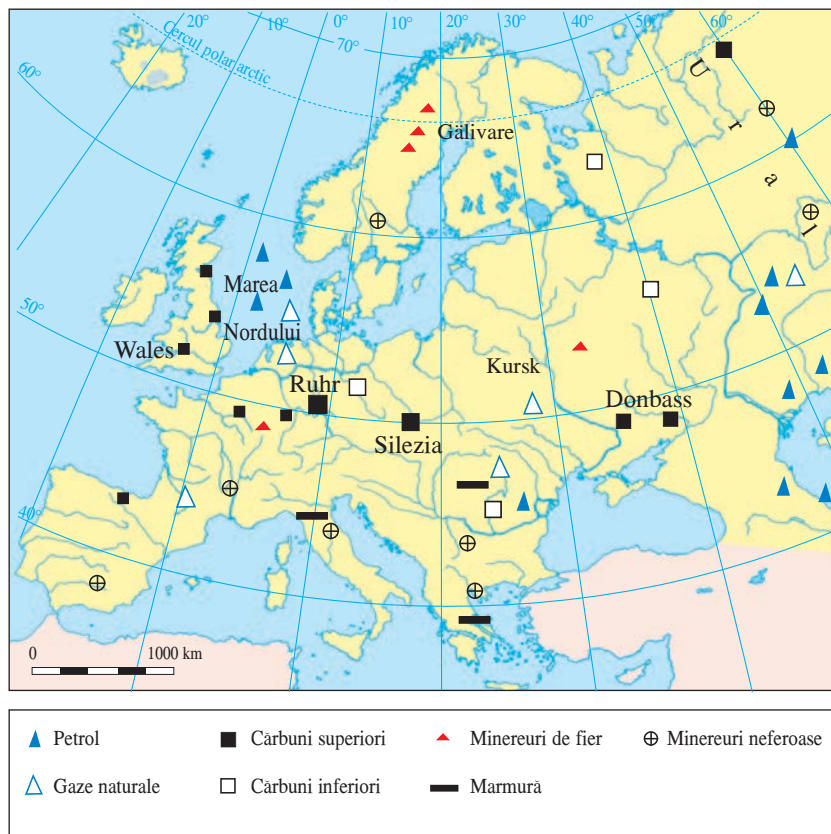 20° 10° 0° 10° 20° 30° 40° 50° 60°
70°
Cercul polar arctic
60°
U r a l
Gälivare
Marea
Nordului
50°
Wales
Kursk
Ruhr
Donbass
Silezia
40°
0 1000 km
Petrol
Cărbuni superiori
Minereuri de fier
Minereuri neferoase
Gaze naturale
Cărbuni inferiori
Marmură